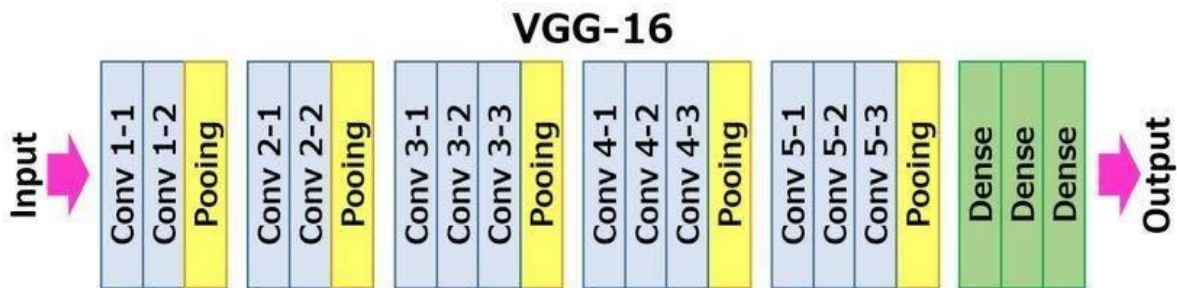 VGG-16
Input
Conv 1-1
Conv 1-2
Pooing
Conv 2-1
Conv 2-2
Pooing
Conv 3-1
Conv 3-2
Conv 3-3
Pooing
Conv 4-1
Conv 4-2
Conv 4-3
Pooing
Conv 5-1
Conv 5-2
Conv 5-3
Pooing
Dense
Dense
Dense
Output